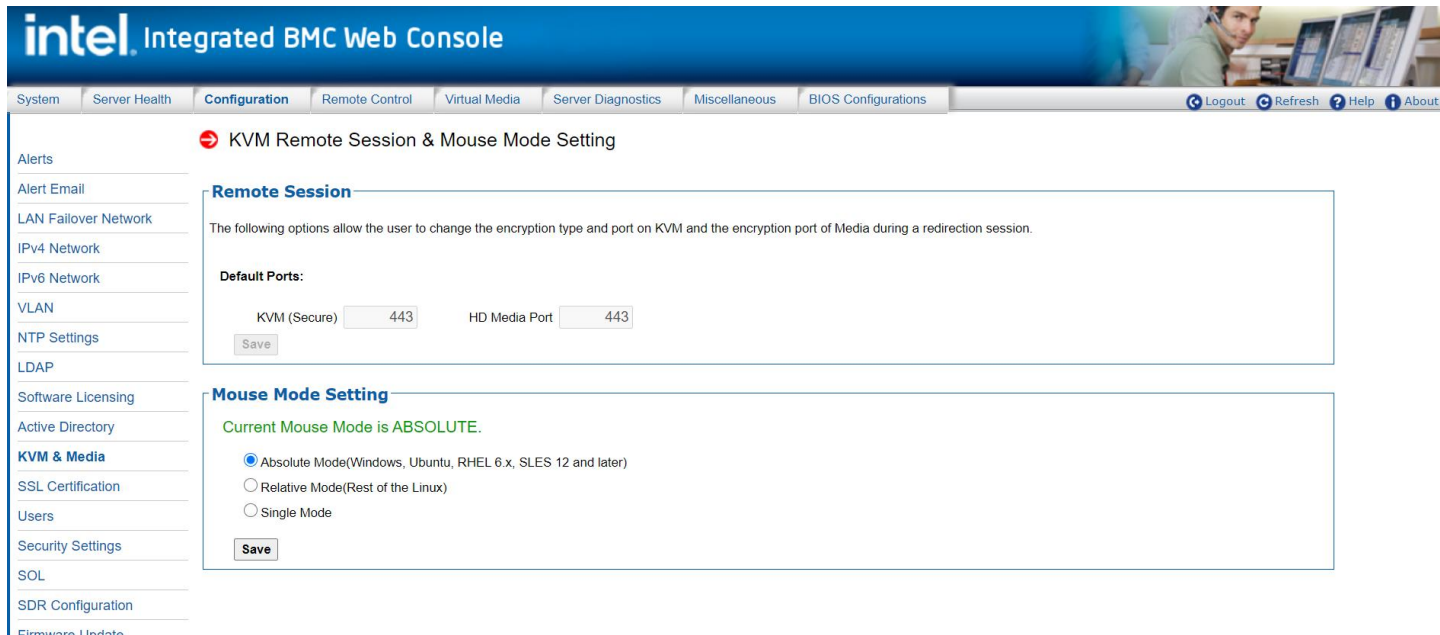 intel. Integrated BMC Web Console
System Server Health Configuration Remote Control Virtual Media Server Diagnostics Miscellaneous BIOS Configurations Logout Refresh Help About
KVM Remote Session & Mouse Mode Setting
Alerts
Alert Email
LAN Failover Network
IPv4 Network
IPv6 Network
VLAN
NTP Settings
LDAP
Software Licensing
Active Directory
KVM & Media
SSL Certification
Users
Security Settings
SOL
SDR Configuration
Firmware Update
Remote Session
The following options allow the user to change the encryption type and port on KVM and the encryption port of Media during a redirection session.
Default Ports:
KVM (Secure) 443 HD Media Port 443
Save
Mouse Mode Setting
Current Mouse Mode is ABSOLUTE.
Absolute Mode(Windows, Ubuntu, RHEL 6.x, SLES 12 and later)
Relative Mode(Rest of the Linux)
Single Mode
Save